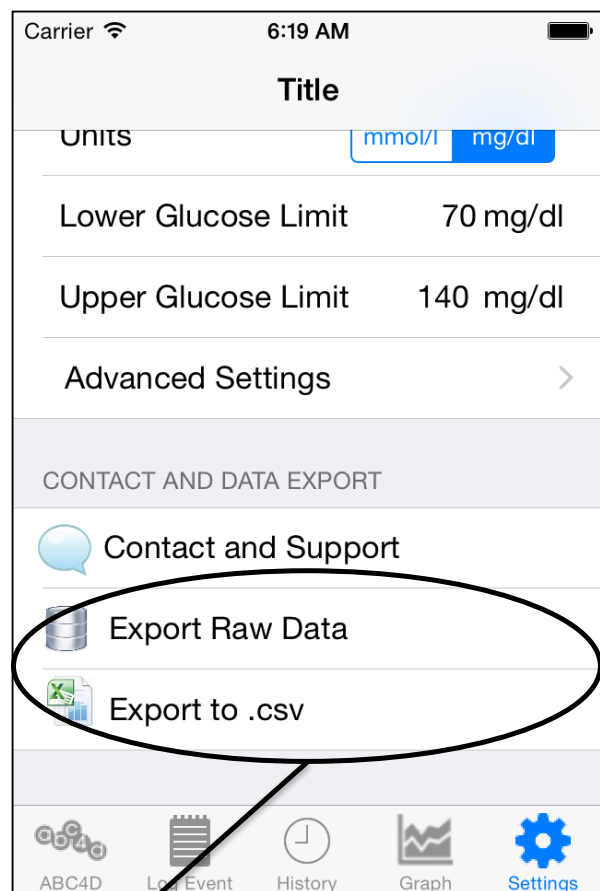 Carrier 6:19 AM
Title
Units mmol/l mg/dl
Lower Glucose Limit 70 mg/dl
Upper Glucose Limit 140 mg/dl
Advanced Settings
CONTACT AND DATA EXPORT
Contact and Support
Export Raw Data
Export to .csv
abc4d
ABC4D Log Event History Graph Settings